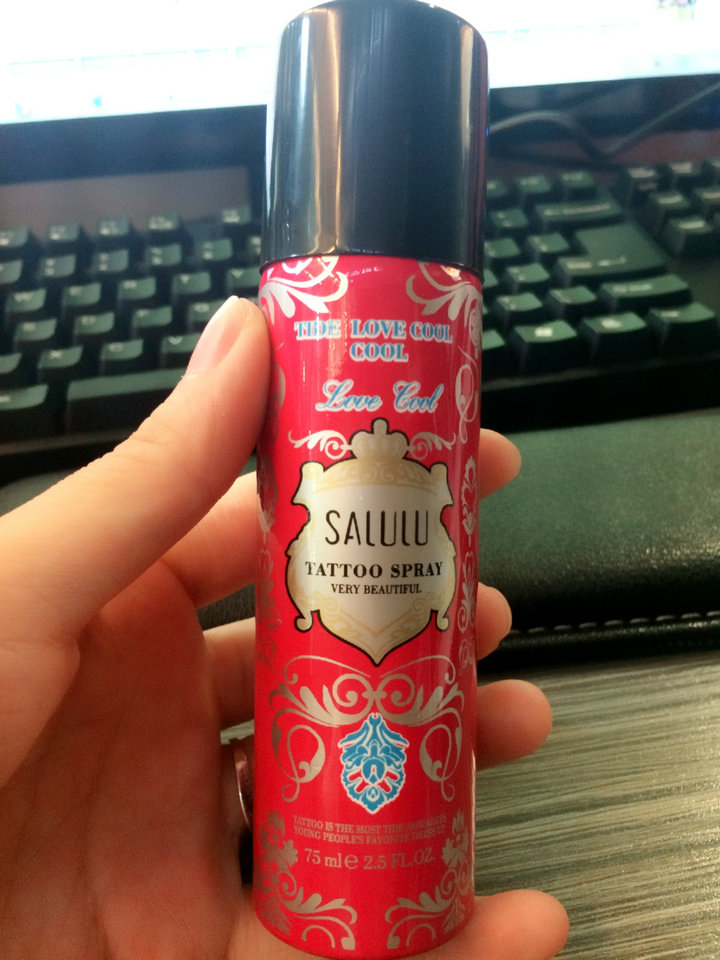 TIDE LOVE COOL
COOL
Love Cool
SALULU
TATTOO SPRAY
VERY BEAUTIFUL
TATTOO IS THE MOST TIDE NOWADAYS
YOUNG PEOPLE'S FAVORITE DRESS UP
75 ml e 2.5 FL.OZ.